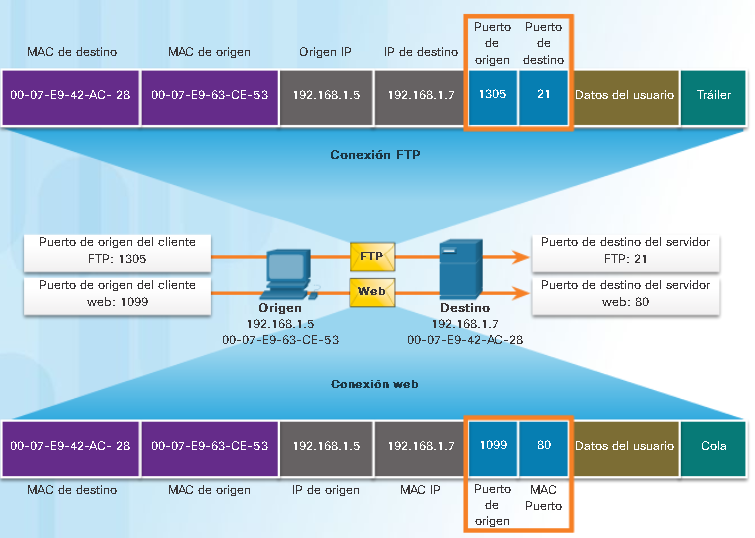 MAC de destino MAC de origen Origen IP IP de destino Puerto de origen Puerto de destino
00-07-E9-42-AC- 28 00-07-E9-63-CE-53 192.168.1.5 192.168.1.7 1305 21 Datos del usuario Tráiler
Conexión FTP
Puerto de origen del cliente
FTP: 1305
FTP
Puerto de destino del servidor
FTP: 21
Puerto de origen del cliente
web: 1099
Web
Puerto de destino del servidor
web: 80
Origen
192.168.1.5
00-07-E9-63-CE-53
Destino
192.168.1.7
00-07-E9-42-AC-28
Conexión web
00-07-E9-42-AC- 28 00-07-E9-63-CE-53 192.168.1.5 192.168.1.7 1099 80 Datos del usuario Cola
MAC de destino MAC de origen IP de origen MAC IP Puerto de origen MAC Puerto